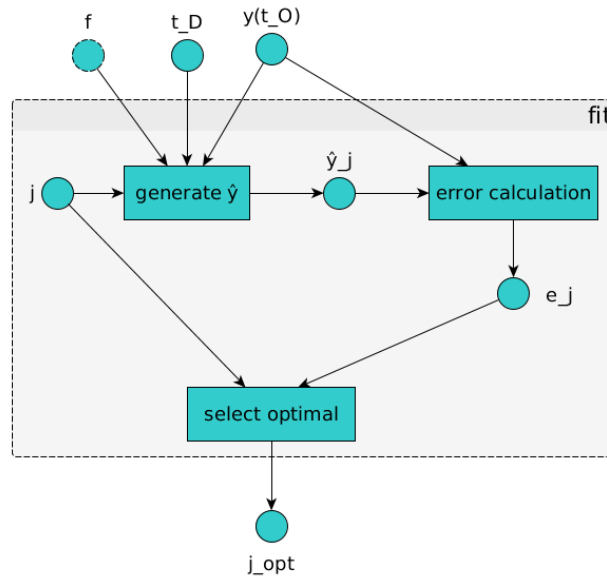 f
t_D
y(t_O)
fit
j
generate ŷ
ŷ_j
error calculation
e_j
select optimal
j_opt